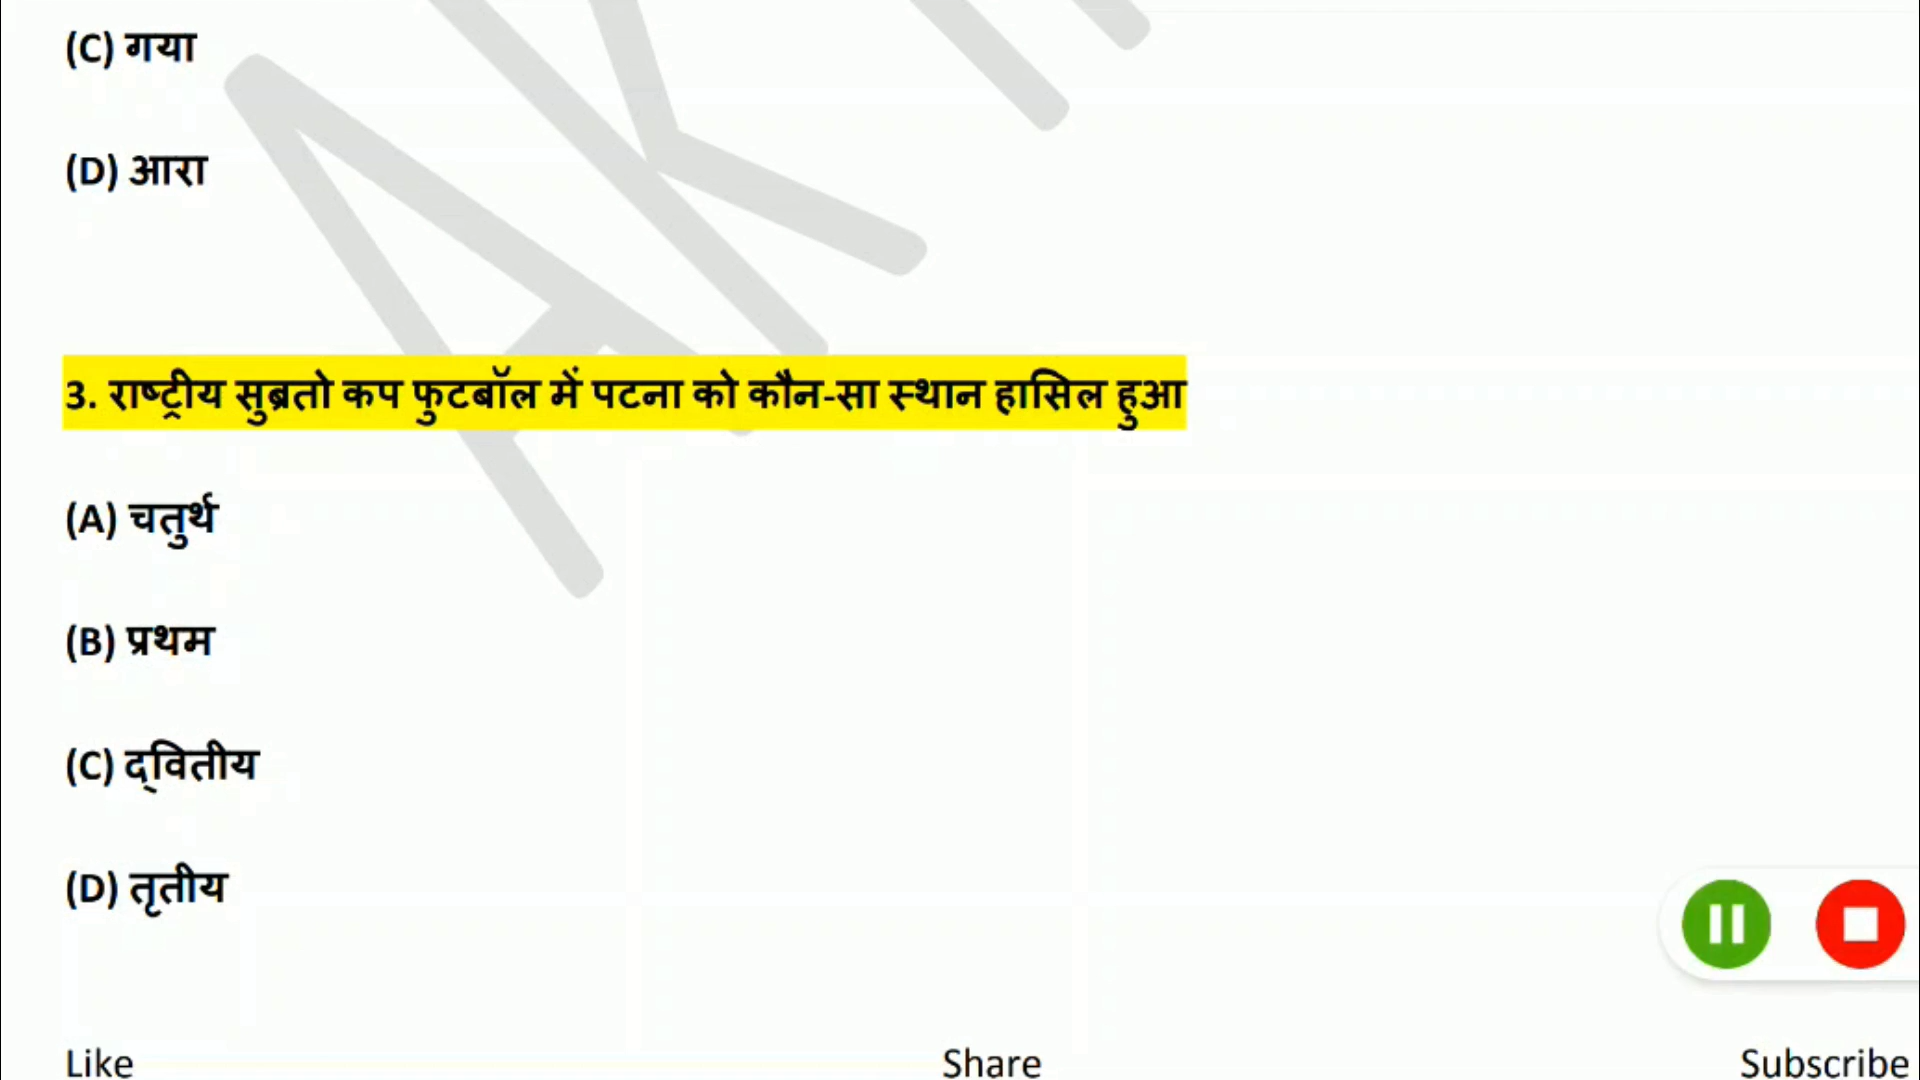 (C) गया
(D) आरा
3. राष्ट्रीय सुब्रतो कप फुटबॉल में पटना को कौन-सा स्थान हासिल हुआ
(A) चतुर्थ
(B) प्रथम
(C) द्वितीय
(D) तृतीय
Like Share Subscribe